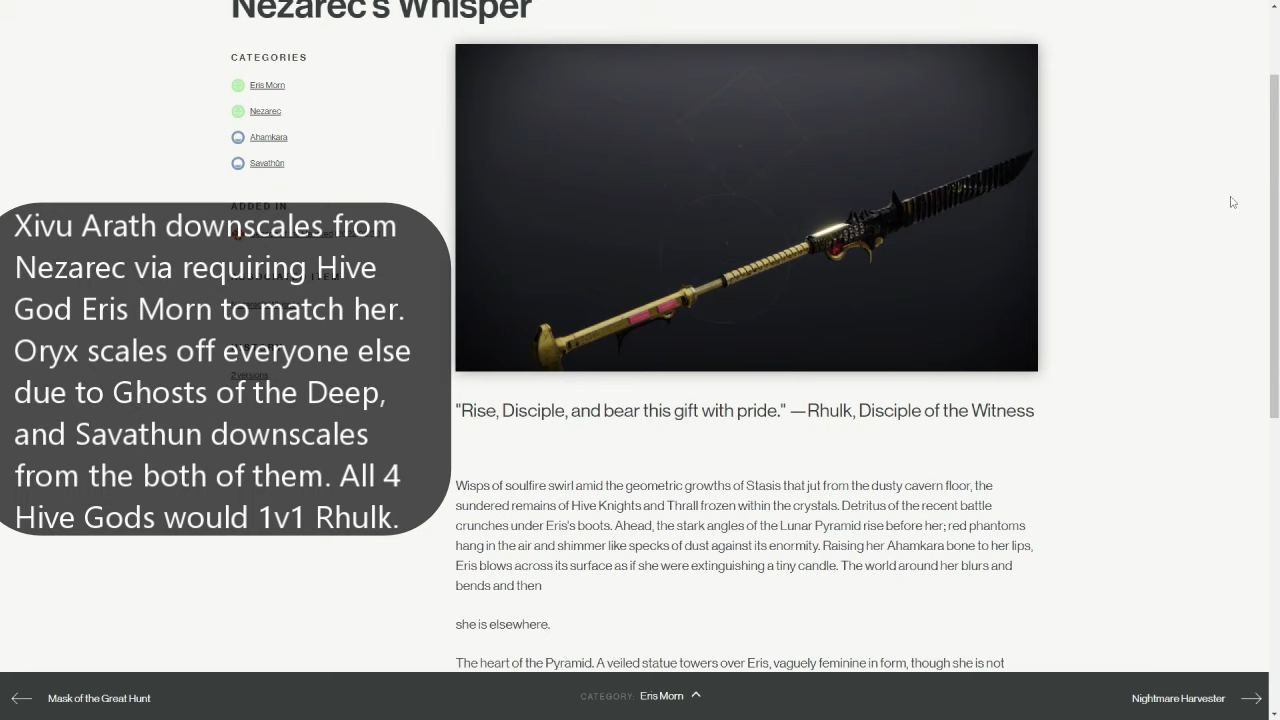 Nezarec's Whisper
CATEGORIES
Eris Morn
Nezarec
Ahamkara
Savathûn
ADDED IN
2 versions
Xivu Arath downscales from
Nezarec via requiring Hive
God Eris Morn to match her.
Oryx scales off everyone else
due to Ghosts of the Deep,
and Savathun downscales
from the both of them. All 4
Hive Gods would 1v1 Rhulk.
"Rise, Disciple, and bear this gift with pride." —Rhulk, Disciple of the Witness
Wisps of soulfire swirl amid the geometric growths of Stasis that jut from the dusty cavern floor, the
sundered remains of Hive Knights and Thrall frozen within the crystals. Detritus of the recent battle
crunches under Eris's boots. Ahead, the stark angles of the Lunar Pyramid rise before her; red phantoms
hang in the air and shimmer like specks of dust against its enormity. Raising her Ahamkara bone to her lips,
Eris blows across its surface as if she were extinguishing a tiny candle. The world around her blurs and
bends and then
she is elsewhere.
The heart of the Pyramid. A veiled statue towers over Eris, vaguely feminine in form, though she is not
Mask of the Great Hunt
CATEGORY: Eris Morn
Nightmare Harvester